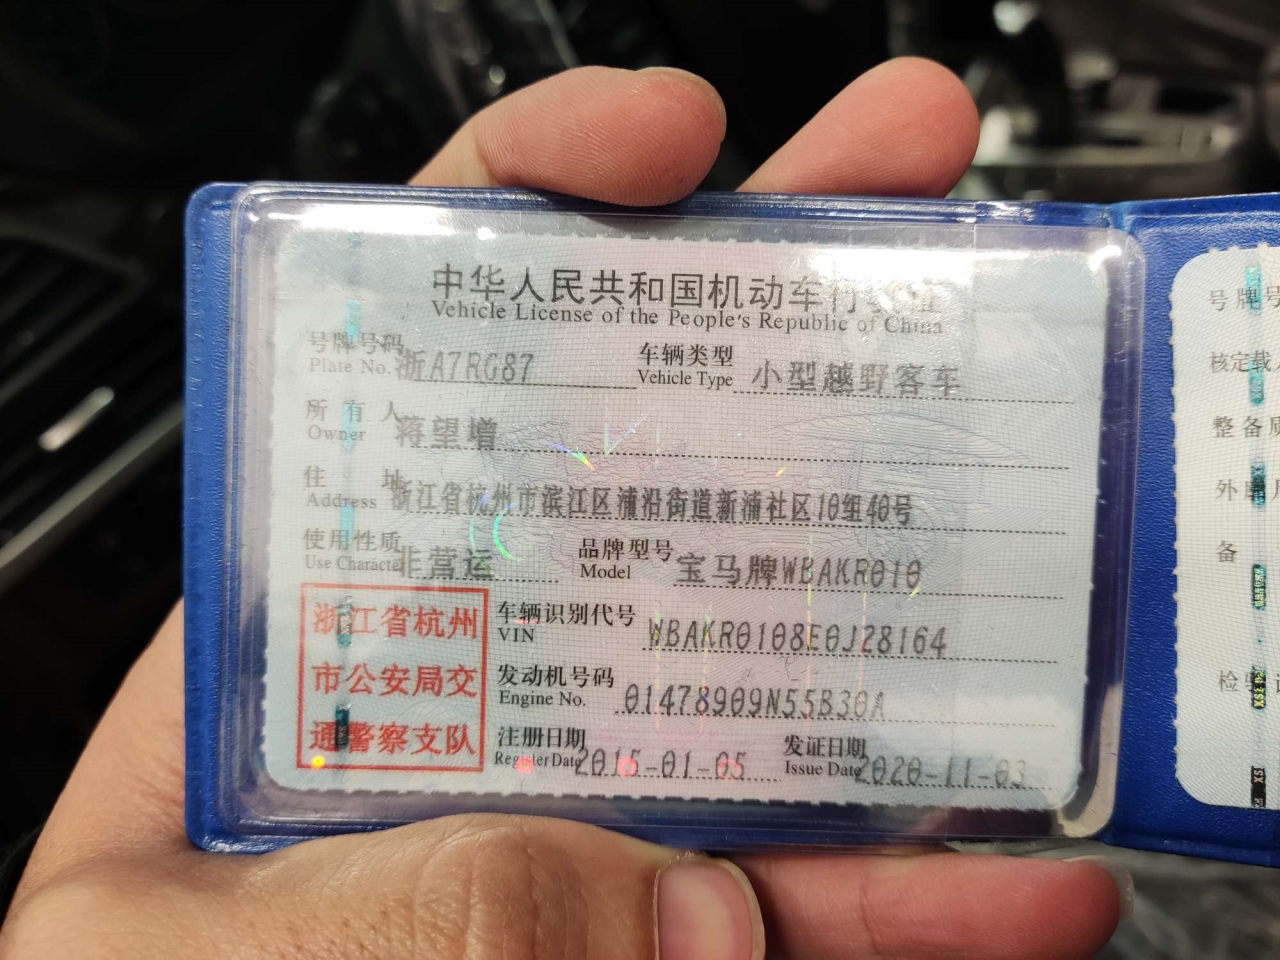 中华人民共和国机动车行驶证
Vehicle License of the People's Republic of China
号牌号码 浙A7RG87 车辆类型 小型越野客车
Plate No. Vehicle Type
所有人 蒋望增
Owner
住址 浙江省杭州市滨江区浦沿街道新浦社区10组40号
Address
使用性质 非营运 品牌型号 宝马牌WBAKR010
Use Character Model
浙江省杭州
市公安局交
通警察支队
车辆识别代号 WBAKR0108E0J28164
VIN
发动机号码 01478909N55B30A
Engine No.
注册日期 2015-01-05 发证日期 2020-11-03
Register Date Issue Date
号牌号
核定载
整备质
外廓
备
检